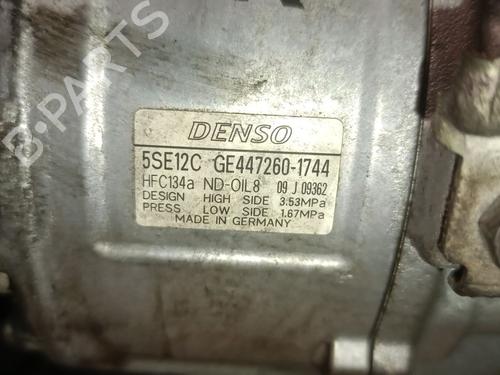 B-PARTS
DENSO
5SE12C GE447260-1744
HFC134a ND-OIL8 09 J 09362
DESIGN HIGH SIDE 3.53MPa
PRESS LOW SIDE 1.67MPa
MADE IN GERMANY